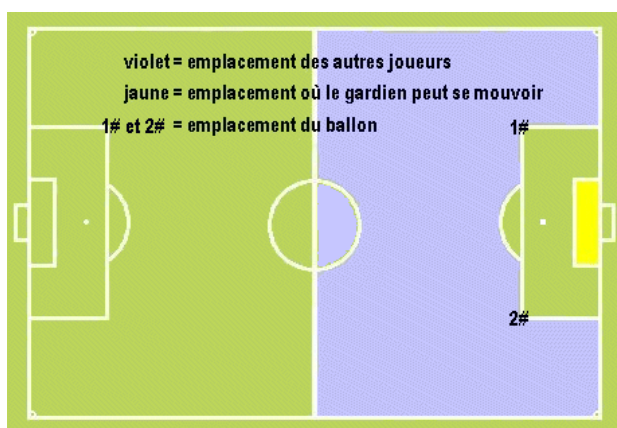 violet = emplacement des autres joueurs
jaune = emplacement où le gardien peut se mouvoir
1# et 2# = emplacement du ballon
1#
2#